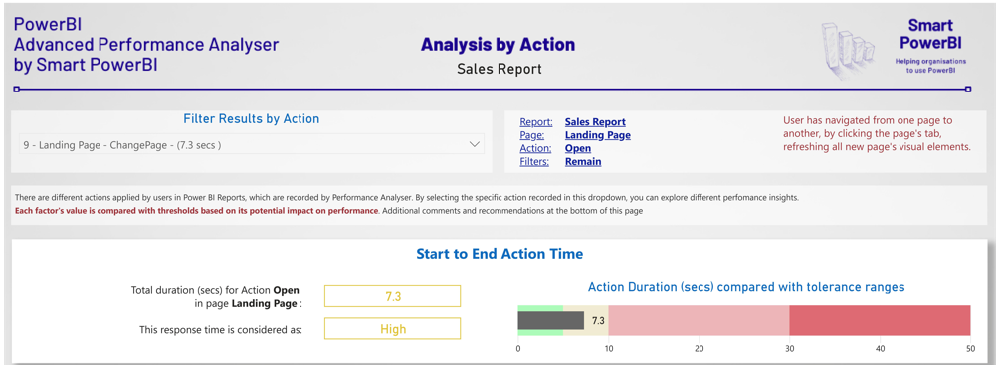 PowerBI
Advanced Performance Analyser
by Smart PowerBI
Analysis by Action
Sales Report
Smart
PowerBI
Helping organisations
to use PowerBI
Filter Results by Action
9 - Landing Page - ChangePage - (7.3 secs )
Report: Sales Report
Page: Landing Page
Action: Open
Filters: Remain
User has navigated from one page to
another, by clicking the page's tab,
refreshing all new page's visual elements.
There are different actions applied by users in Power BI Reports, which are recorded by Performance Analyser. By selecting the specific action recorded in this dropdown, you can explore different perfomance insights.
Each factor's value is compared with thresholds based on its potential impact on performance. Additional comments and recommendations at the bottom of this page
Start to End Action Time
Total duration (secs) for Action Open
in page Landing Page :
7.3
This response time is considered as:
High
Action Duration (secs) compared with tolerance ranges
7.3
0 10 20 30 40 50